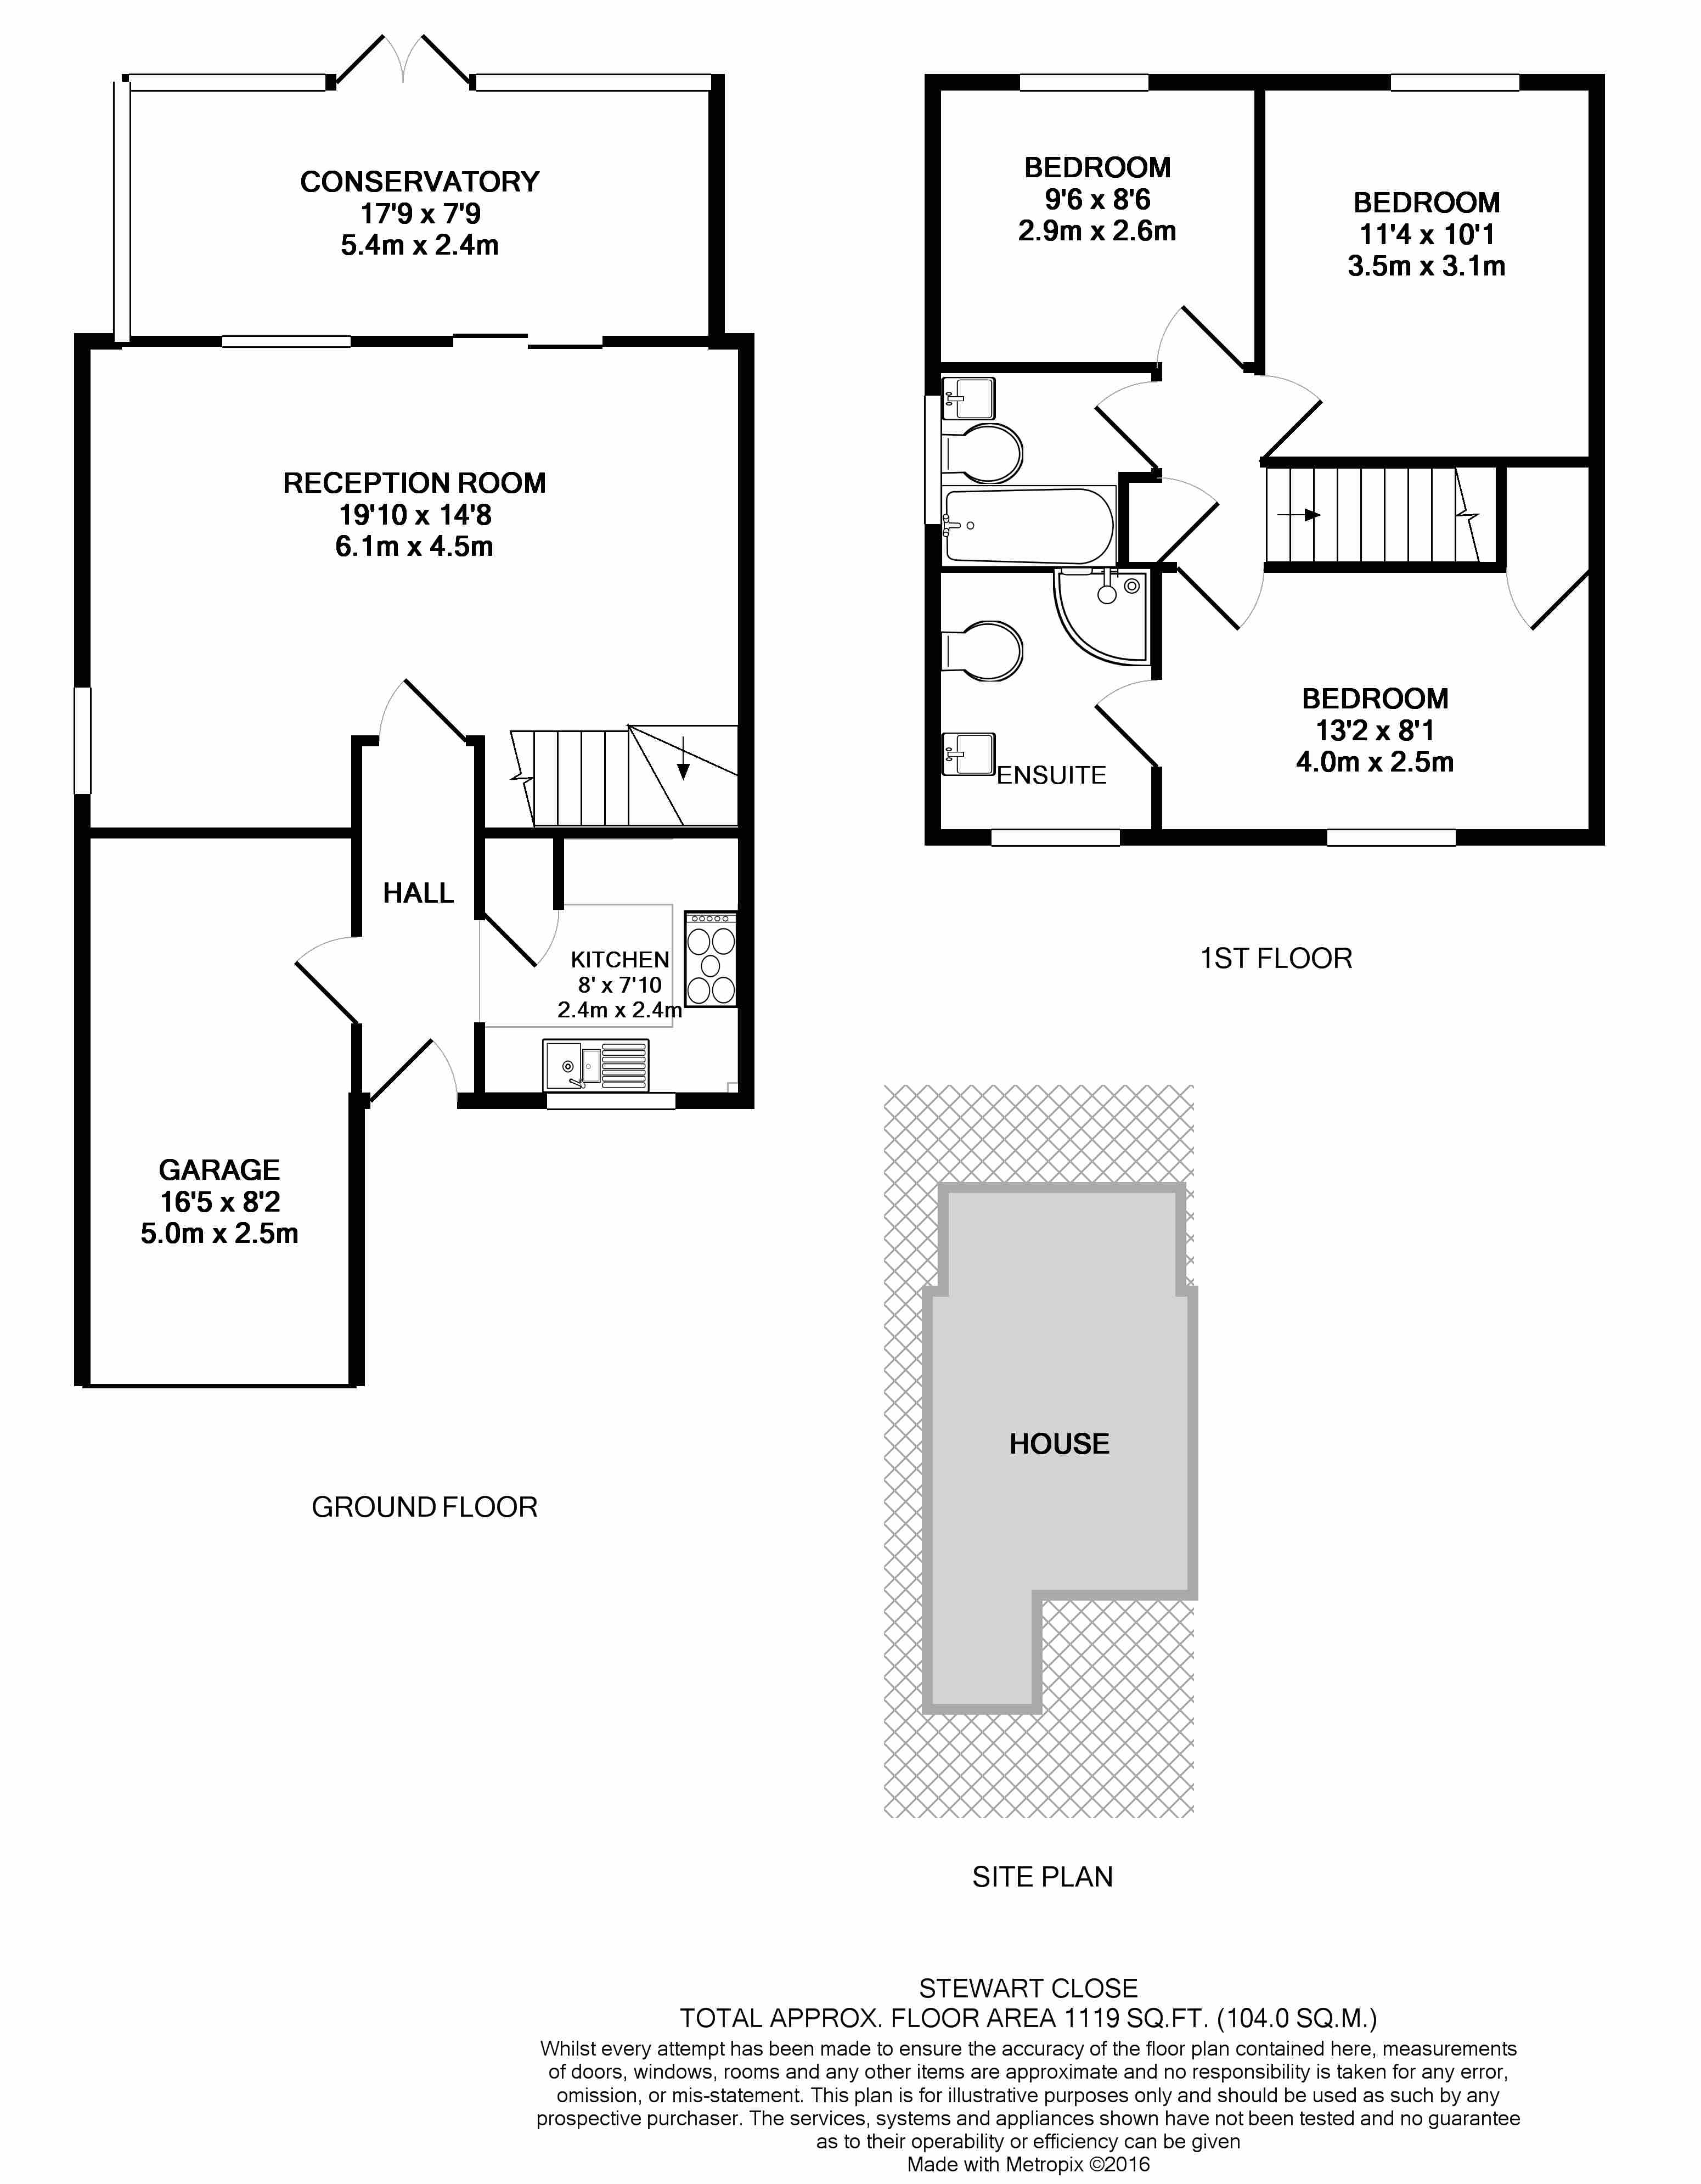 CONSERVATORY
17'9 x 7'9
5.4m x 2.4m
RECEPTION ROOM
19'10 x 14'8
6.1m x 4.5m
HALL
KITCHEN
8' x 7'10
2.4m x 2.4m
GARAGE
16'5 x 8'2
5.0m x 2.5m
GROUND FLOOR
BEDROOM
9'6 x 8'6
2.9m x 2.6m
BEDROOM
11'4 x 10'1
3.5m x 3.1m
BEDROOM
13'2 x 8'1
4.0m x 2.5m
ENSUITE
1ST FLOOR
HOUSE
SITE PLAN
STEWART CLOSE
TOTAL APPROX. FLOOR AREA 1119 SQ.FT. (104.0 SQ.M.)
Whilst every attempt has been made to ensure the accuracy of the floor plan contained here, measurements
of doors, windows, rooms and any other items are approximate and no responsibility is taken for any error,
omission, or mis-statement. This plan is for illustrative purposes only and should be used as such by any
prospective purchaser. The services, systems and appliances shown have not been tested and no guarantee
as to their operability or efficiency can be given
Made with Metropix ©2016